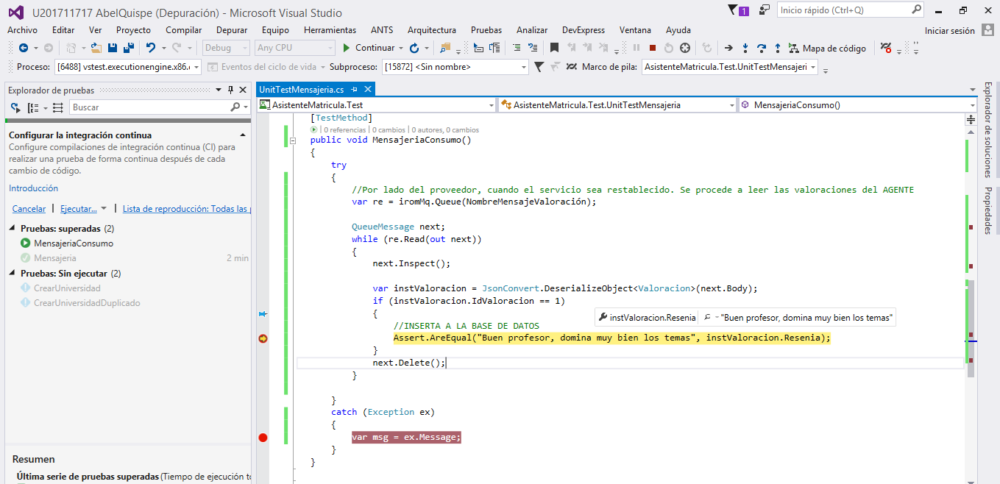 U201711717 AbelQuispe (Depuración) - Microsoft Visual Studio
1
Inicio rápido (Ctrl+Q)
Archivo Editar Ver Proyecto Compilar Depurar Equipo Herramientas ANTS Arquitectura Pruebas Analizar DevExpress Ventana Ayuda
Iniciar sesión
Debug Any CPU Continuar Mapa de código
Proceso: [6488] vstest.executionengine.x86.e Eventos del ciclo de vida Subproceso: [15872] <Sin nombre> Marco de pila: AsistenteMatricula.Test.UnitTestMensajeri
Explorador de pruebas
Buscar
Configurar la integración continua
Configure compilaciones de integración continua (CI) para
realizar una prueba de forma continua después de cada
cambio de código.
Introducción
Cancelar | Ejecutar... | Lista de reproducción: Todas las p
Pruebas: superadas (2)
MensajeriaConsumo
Mensajeria 2 min
Pruebas: Sin ejecutar (2)
CrearUniversidad
CrearUniversidadDuplicado
Resumen
Última serie de pruebas superadas (Tiempo de ejecución to
UnitTestMensajeria.cs
AsistenteMatricula.Test AsistenteMatricula.Test.UnitTestMensajeria MensajeriaConsumo()
[TestMethod]
| 0 referencias | 0 cambios | 0 autores, 0 cambios
public void MensajeriaConsumo()
{
try
{
//Por lado del proveedor, cuando el servicio sea restablecido. Se procede a leer las valoraciones del AGENTE
var re = iromMq.Queue(NombreMensajeValoración);
QueueMessage next;
while (re.Read(out next))
{
next.Inspect();
var instValoracion = JsonConvert.DeserializeObject<Valoracion>(next.Body);
if (instValoracion.IdValoracion == 1)
{
instValoracion.Resenia "Buen profesor, domina muy bien los temas"
//INSERTA A LA BASE DE DATOS
Assert.AreEqual("Buen profesor, domina muy bien los temas", instValoracion.Resenia);
}
next.Delete();
}
}
catch (Exception ex)
{
var msg = ex.Message;
}
}
Explorador de soluciones
Propiedades